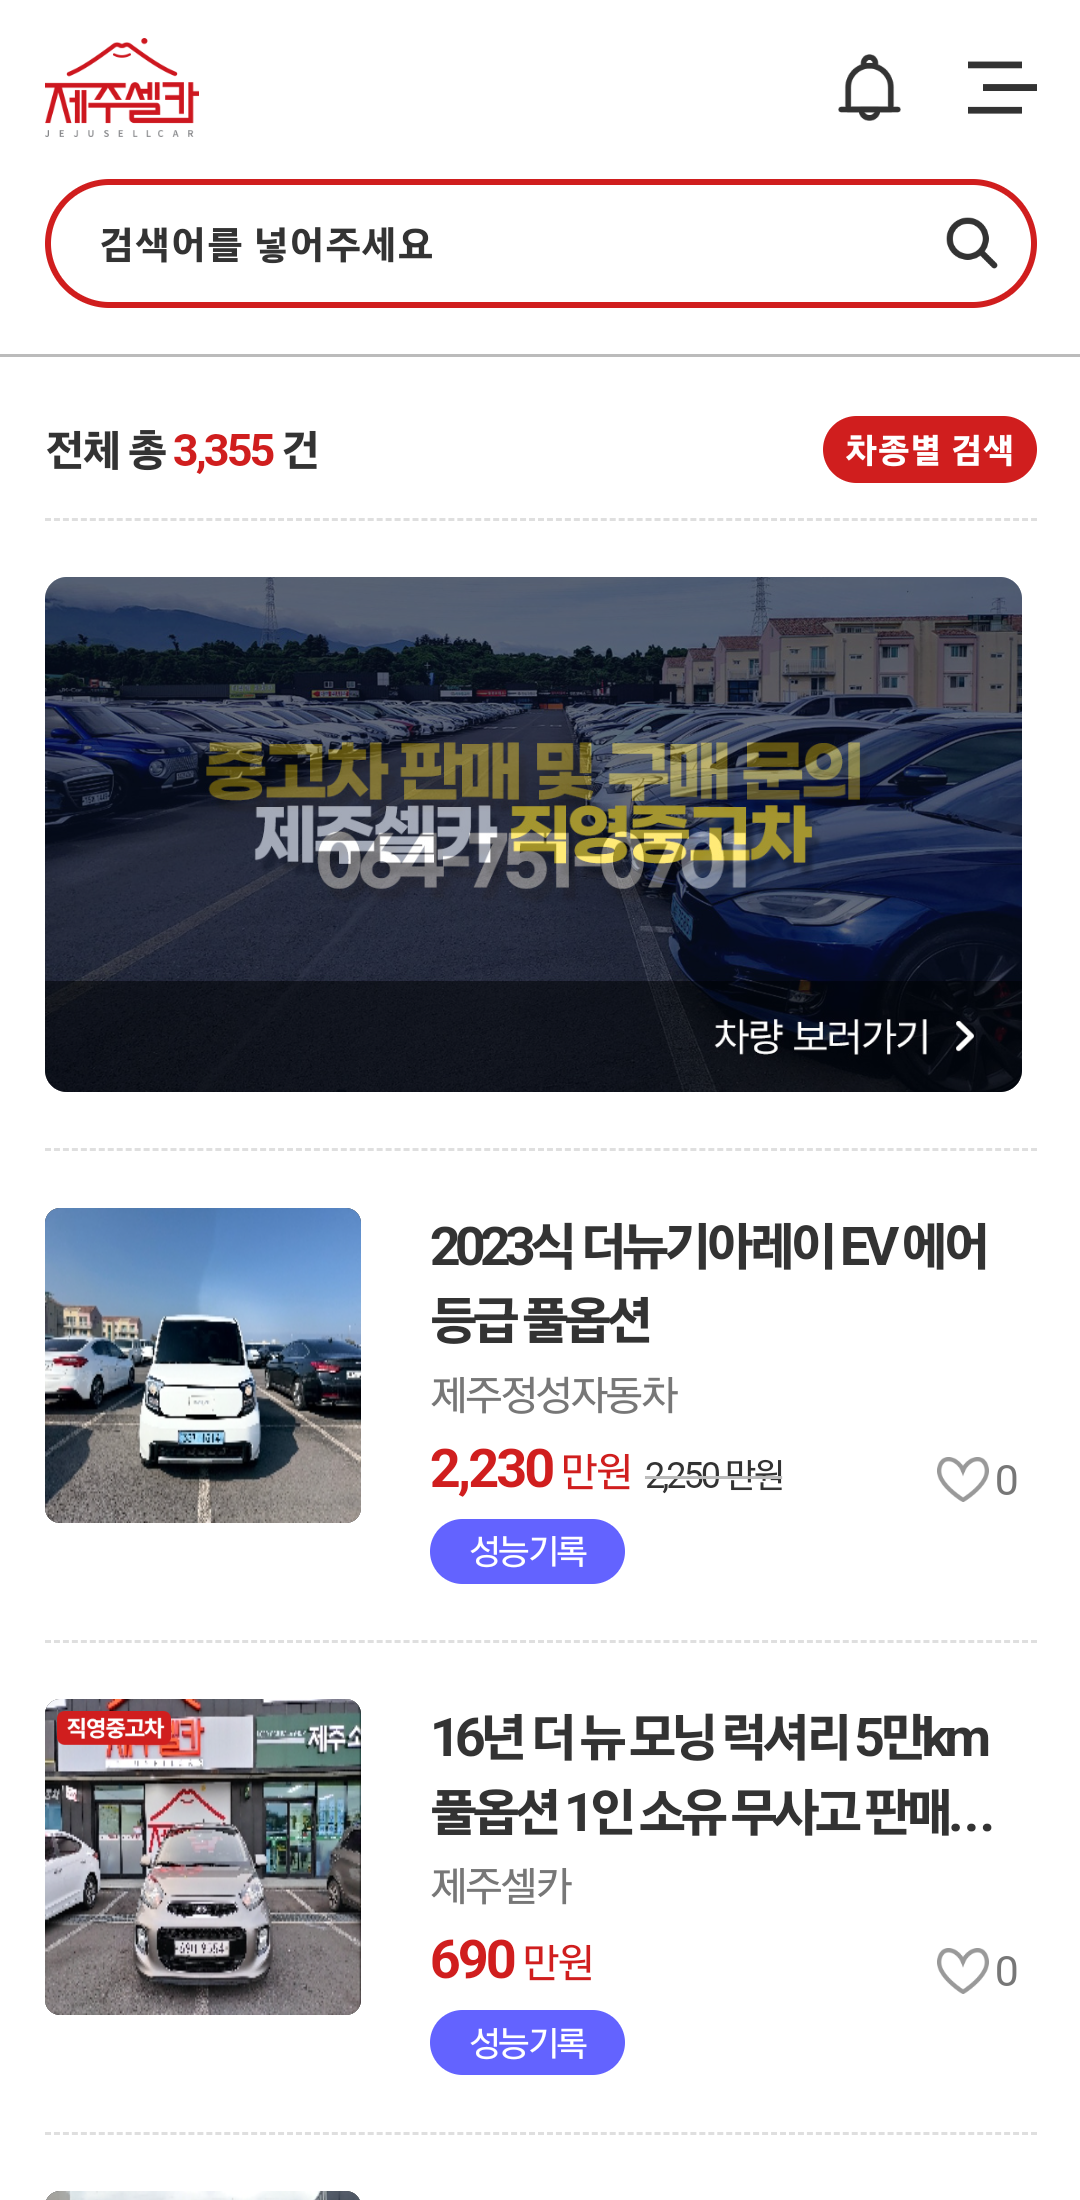 제주셀카
JEJUSELLCAR
검색어를 넣어주세요
전체 총 3,355 건
차종별 검색
중고차 판매 및 구매 문의
제주셀카 직영중고차
064-751-0701
차량 보러가기
2023식 더뉴기아레이 EV 에어
등급 풀옵션
제주정성자동차
2,230 만원 2,250 만원
0
성능기록
직영중고차
제주소
16년 더 뉴 모닝 럭셔리 5만km
풀옵션 1인 소유 무사고 판매...
제주셀카
690 만원
0
성능기록